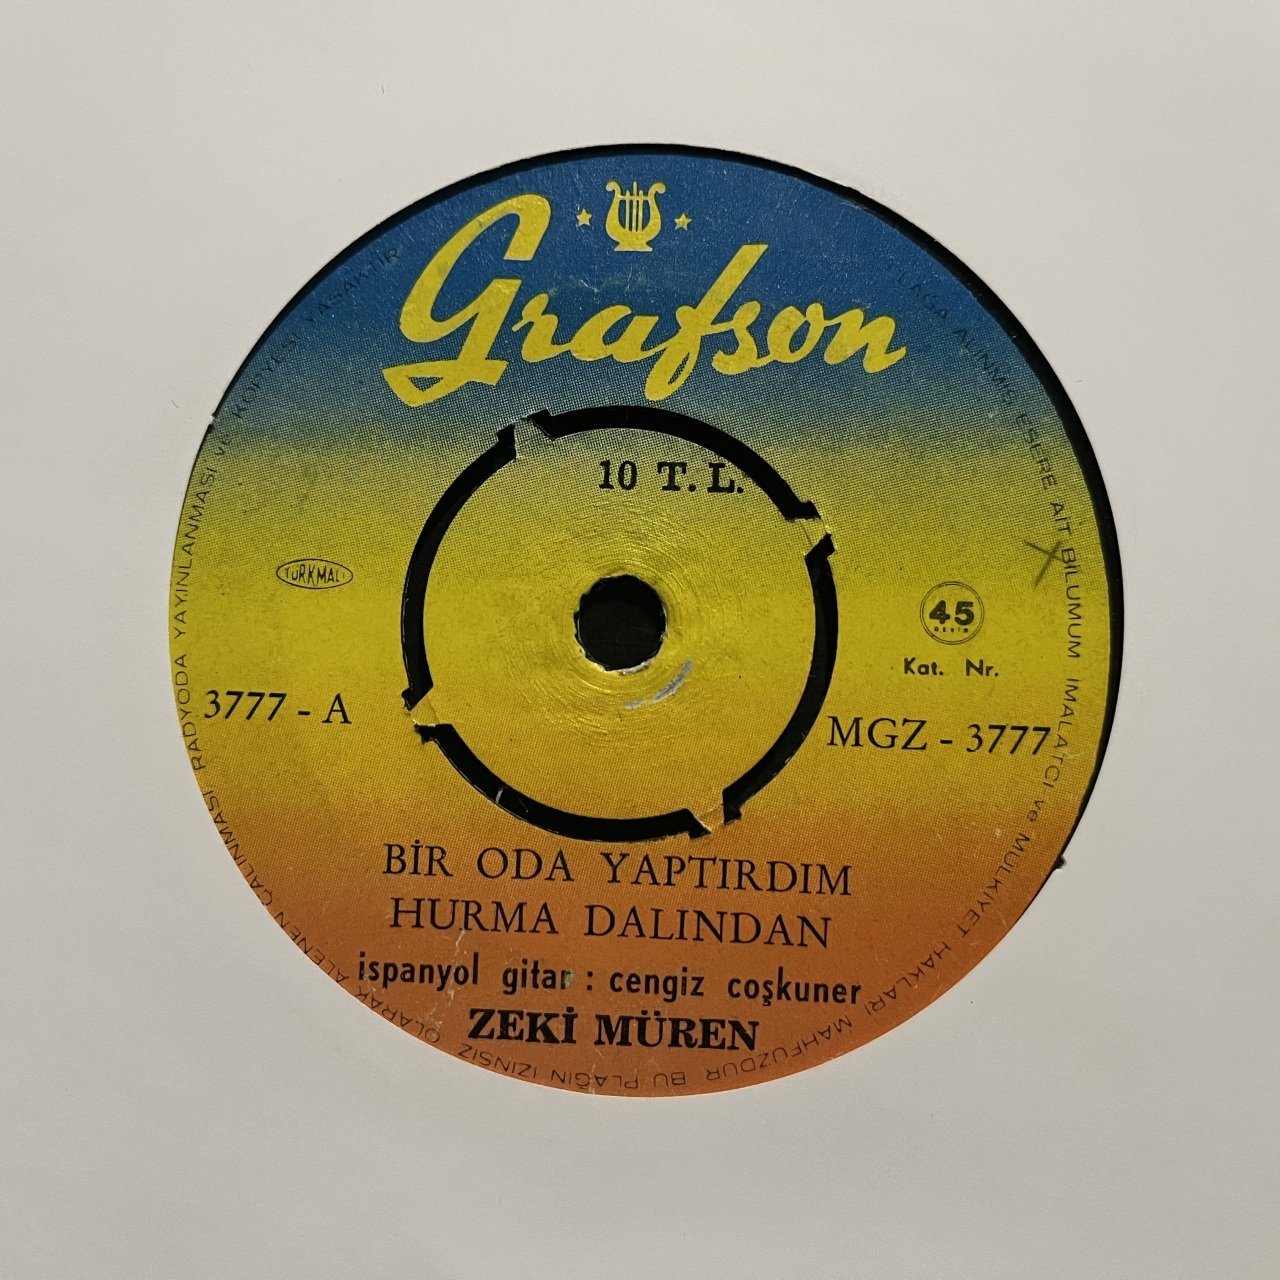 Grafson
10 T. L.
TÜRKMALI
45
DEVİR
Kat. Nr.
3777 - A
MGZ - 3777
BİR ODA YAPTIRDIM
HURMA DALINDAN
ispanyol gitar : cengiz coşkuner
ZEKİ MÜREN
PLAĞA ALINMIŞ ESERE AİT BİLUMUM İMALATÇI ve MÜLKİYET HAKLARI MAHFUZDUR BU PLAĞIN İZİNSİZ OLARAK ALENEN ÇALINMASI RADYODA YAYINLANMASI ve KOPYESİ YASAKTIR